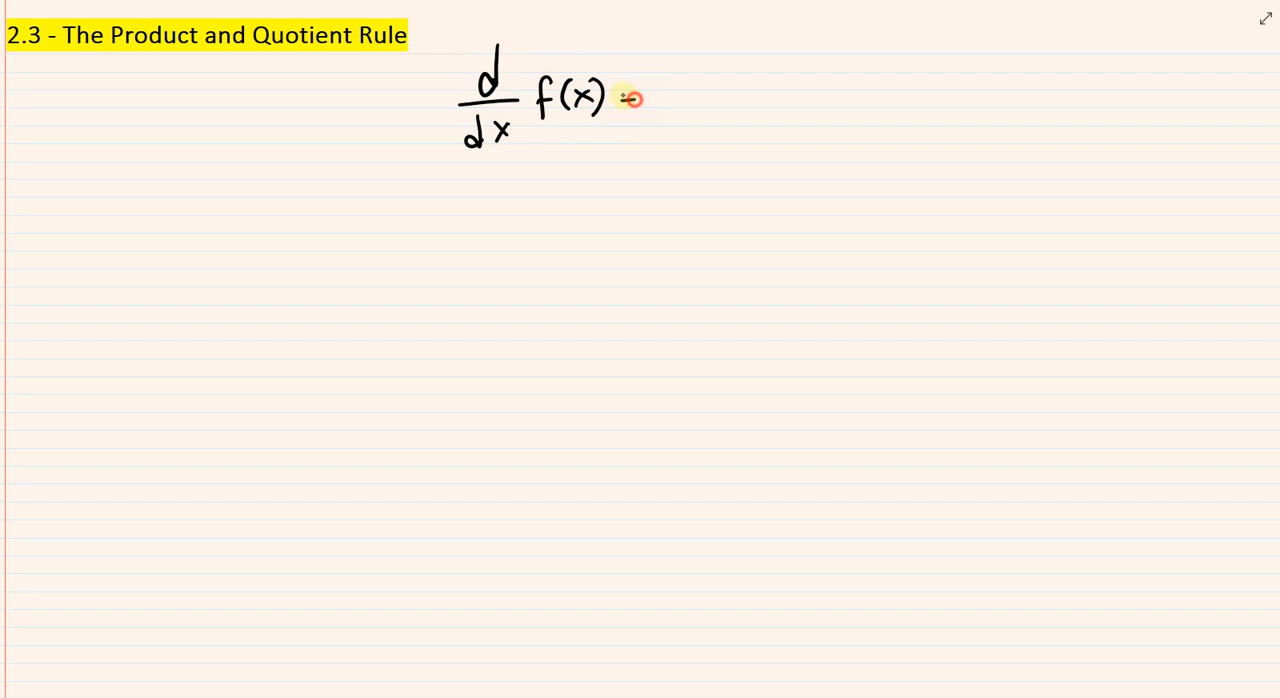 2.3 - The Product and Quotient Rule
d/dx f(x) =